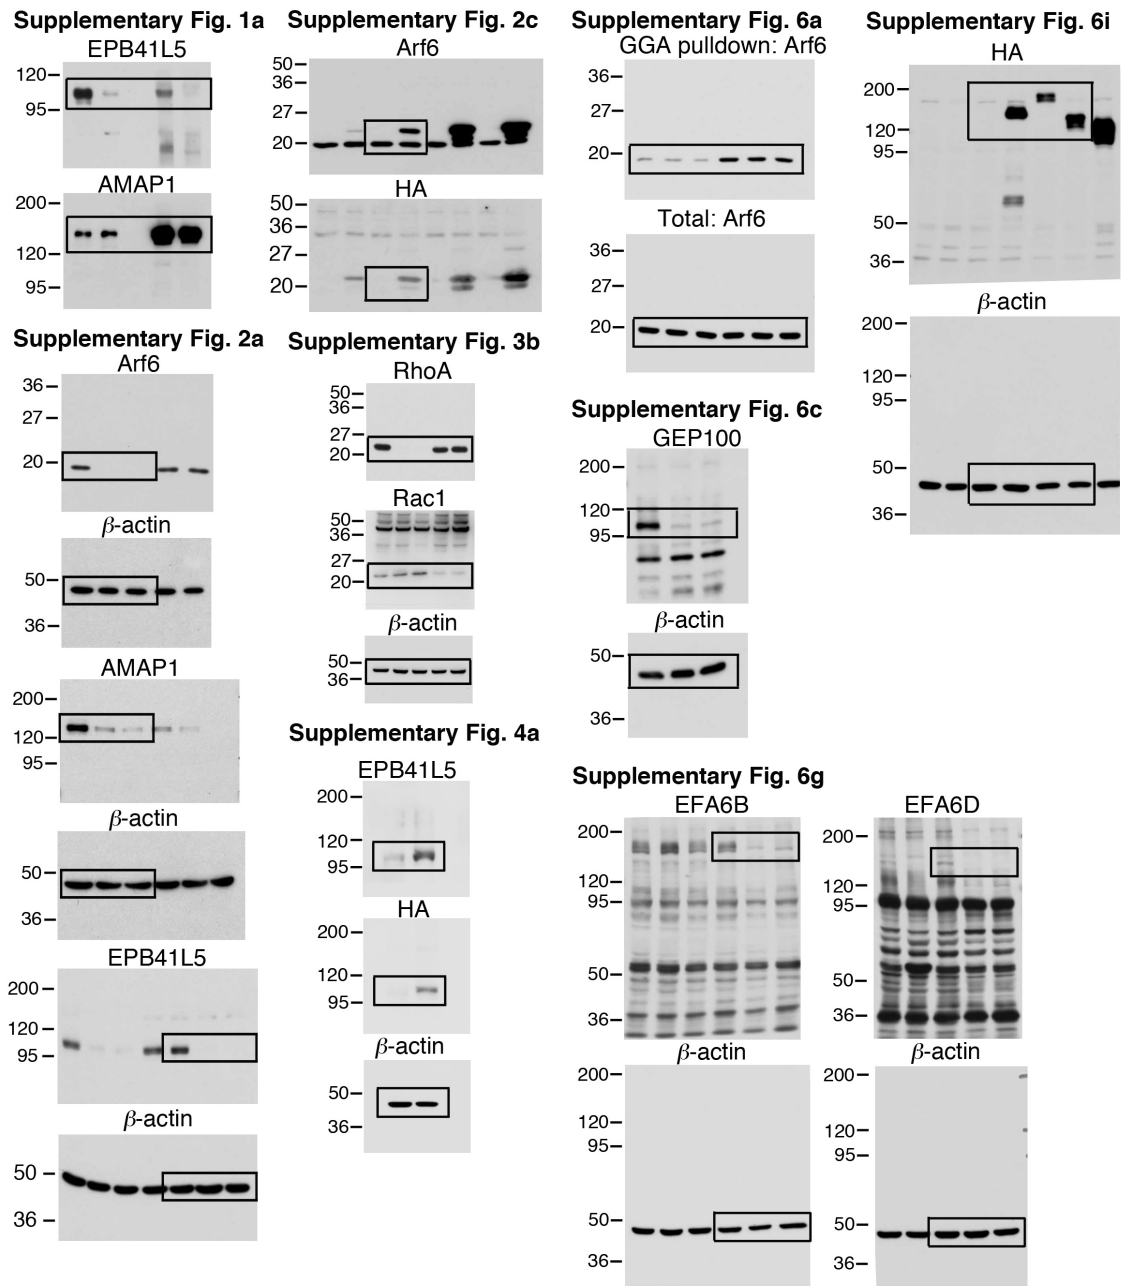 Supplementary Fig. 1a
EPB41L5
120
95
AMAP1
200
120
95
Supplementary Fig. 2a
Arf6
36
27
20
β-actin
50
36
AMAP1
200
120
95
β-actin
50
36
EPB41L5
200
120
95
β-actin
50
36
Supplementary Fig. 2c
Arf6
50
36
27
20
HA
50
36
27
20
Supplementary Fig. 3b
RhoA
50
36
27
20
Rac1
50
36
27
20
β-actin
50
36
Supplementary Fig. 4a
EPB41L5
200
120
95
HA
200
120
95
β-actin
50
36
Supplementary Fig. 6a
GGA pulldown: Arf6
36
27
20
Total: Arf6
36
27
20
Supplementary Fig. 6c
GEP100
200
120
95
β-actin
50
36
Supplementary Fig. 6g
EFA6B
200
120
95
50
36
β-actin
200
120
95
50
36
EFA6D
200
120
95
50
36
β-actin
200
120
95
50
36
Supplementary Fig. 6i
HA
200
120
95
50
36
β-actin
200
120
95
50
36